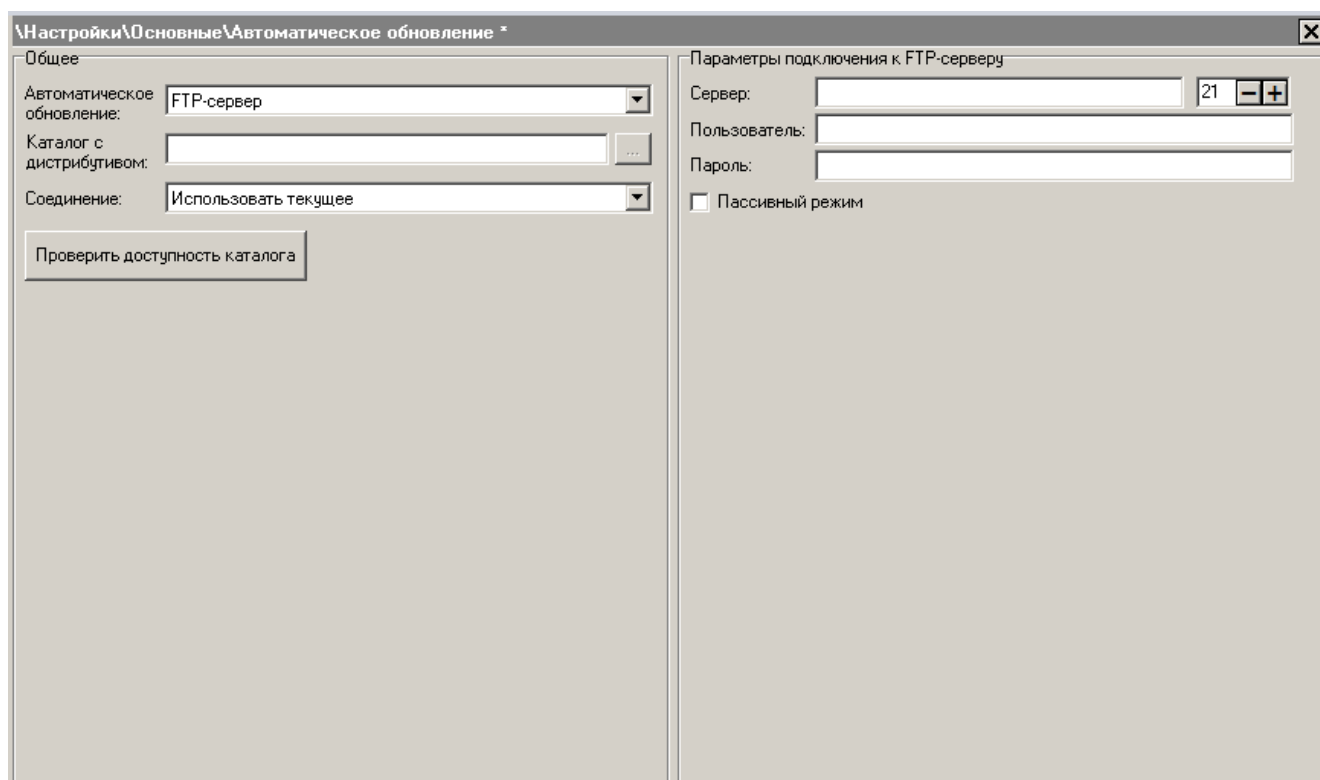 \Настройки\Основные\Автоматическое обновление *
Общее
Автоматическое
обновление:
FTP-сервер
Каталог с
дистрибутивом:
...
Соединение:
Использовать текущее
Проверить доступность каталога
Параметры подключения к FTP-серверу
Сервер:
21
Пользователь:
Пароль:
Пассивный режим